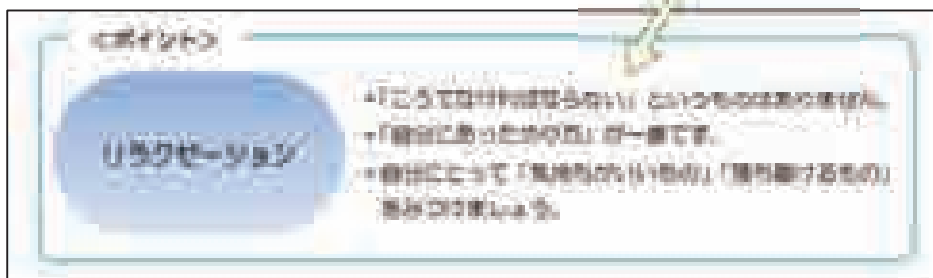 ＜ポイント＞
リラクゼーション
・「こうでなければならない」というものはありません。
・「自分にあったやり方」が一番です。
・自分にとって「気持ちがいいもの」「落ち着けるもの」
をみつけましょう。